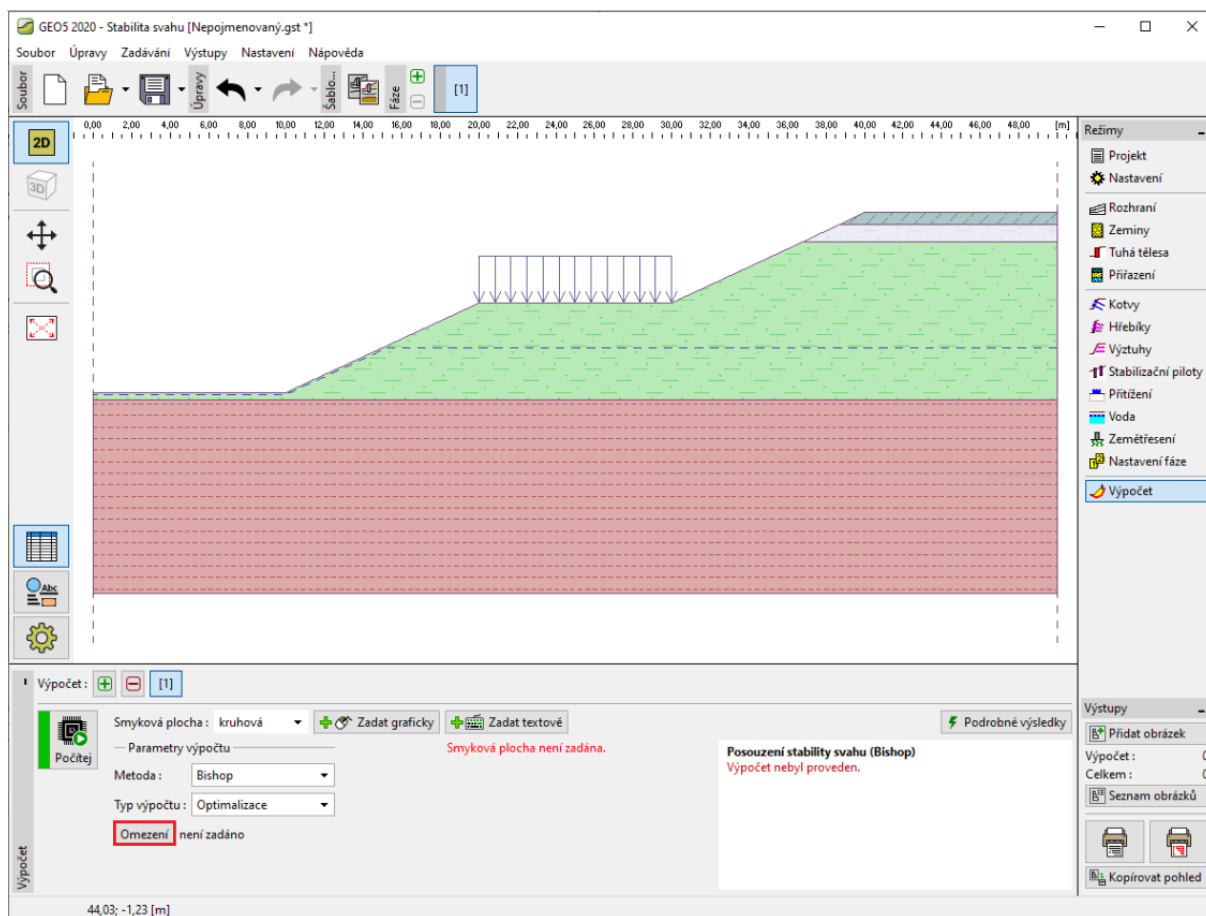 GEO5 2020 - Stabilita svahu [Nepojmenovaný.gst *]
Soubor Úpravy Zadávání Výstupy Nastavení Nápověda
Soubor
Úpravy
Šablo...
Fáze
[1]
2D
3D
0,00 2,00 4,00 6,00 8,00 10,00 12,00 14,00 16,00 18,00 20,00 22,00 24,00 26,00 28,00 30,00 32,00 34,00 36,00 38,00 40,00 42,00 44,00 46,00 48,00 [m]
Režimy
Projekt
Nastavení
Rozhraní
Zeminy
Tuhá tělesa
Přiřazení
Kotvy
Hřebíky
Výztuhy
Stabilizační piloty
Přitížení
Voda
Zemětřesení
Nastavení fáze
Výpočet
Abc
Výpočet : [1]
Počítej
Smyková plocha : kruhová Zadat graficky Zadat textově Podrobné výsledky
Parametry výpočtu
Smyková plocha není zadána.
Metoda : Bishop
Typ výpočtu : Optimalizace
Omezení není zadáno
Posouzení stability svahu (Bishop)
Výpočet nebyl proveden.
Výpočet
Výstupy
Přidat obrázek
Výpočet : 0
Celkem : 0
Seznam obrázků
Kopírovat pohled
44,03; -1,23 [m]